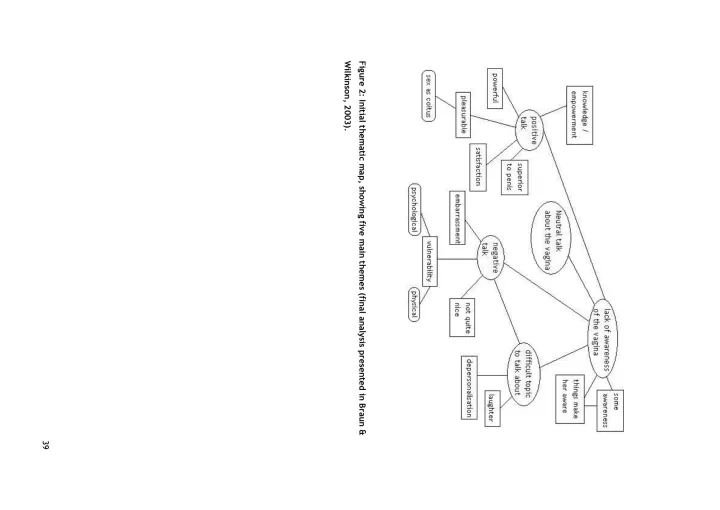 lack of awareness
of the vagina
some
awareness
things make
her aware
Neutral talk
about the vagina
knowledge /
empowerment
positive
talk
powerful
superior
to penis
satisfaction
pleasurable
sex as coitus
difficult topic
to talk about
laughter
depersonalisation
negative
talk
embarrassment
not quite
nice
vulnerability
psychological
physical
Figure 2: Initial thematic map, showing five main themes (final analysis presented in Braun &
Wilkinson, 2003).
39